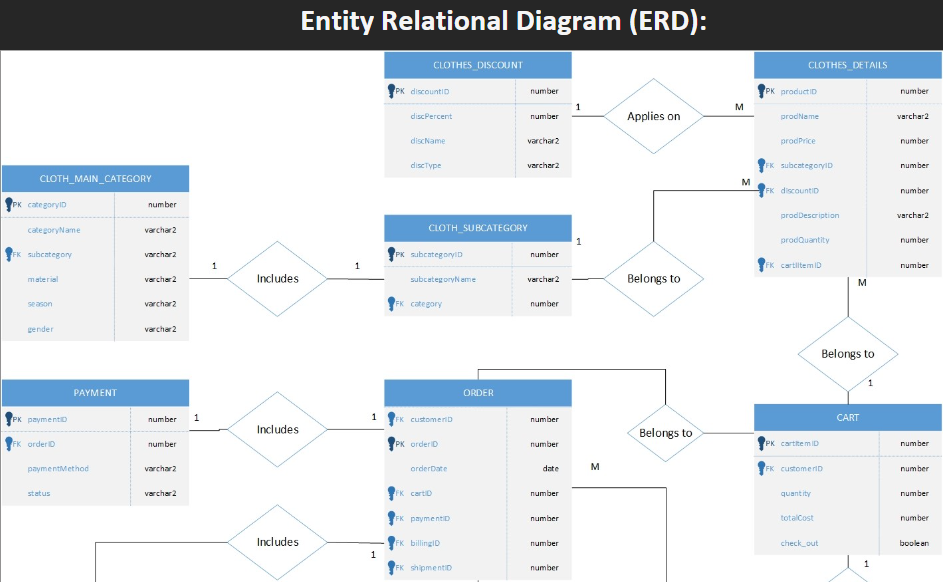 Entity Relational Diagram (ERD):
CLOTHES_DISCOUNT
PK discountID number
discPercent number
discName varchar2
discType varchar2
1
Applies on
M
CLOTHES_DETAILS
PK productID number
prodName varchar2
prodPrice number
FK subcategoryID number
FK discountID number
prodDescription varchar2
prodQuantity number
FK cartItemID number
CLOTH_MAIN_CATEGORY
PK categoryID number
categoryName varchar2
FK subcategory varchar2
material varchar2
season varchar2
gender varchar2
1
Includes
1
CLOTH_SUBCATEGORY
PK subcategoryID number
subcategoryName varchar2
FK category number
1
Belongs to
M
M
Belongs to
1
PAYMENT
PK paymentID number
FK orderID number
paymentMethod varchar2
status varchar2
1
Includes
1
ORDER
FK customerID number
PK orderID number
orderDate date
FK cartID number
FK paymentID number
FK billingID number
FK shipmentID number
Belongs to
M
CART
PK cartItemID number
FK customerID number
quantity number
totalCost number
check_out boolean
Includes
1
1